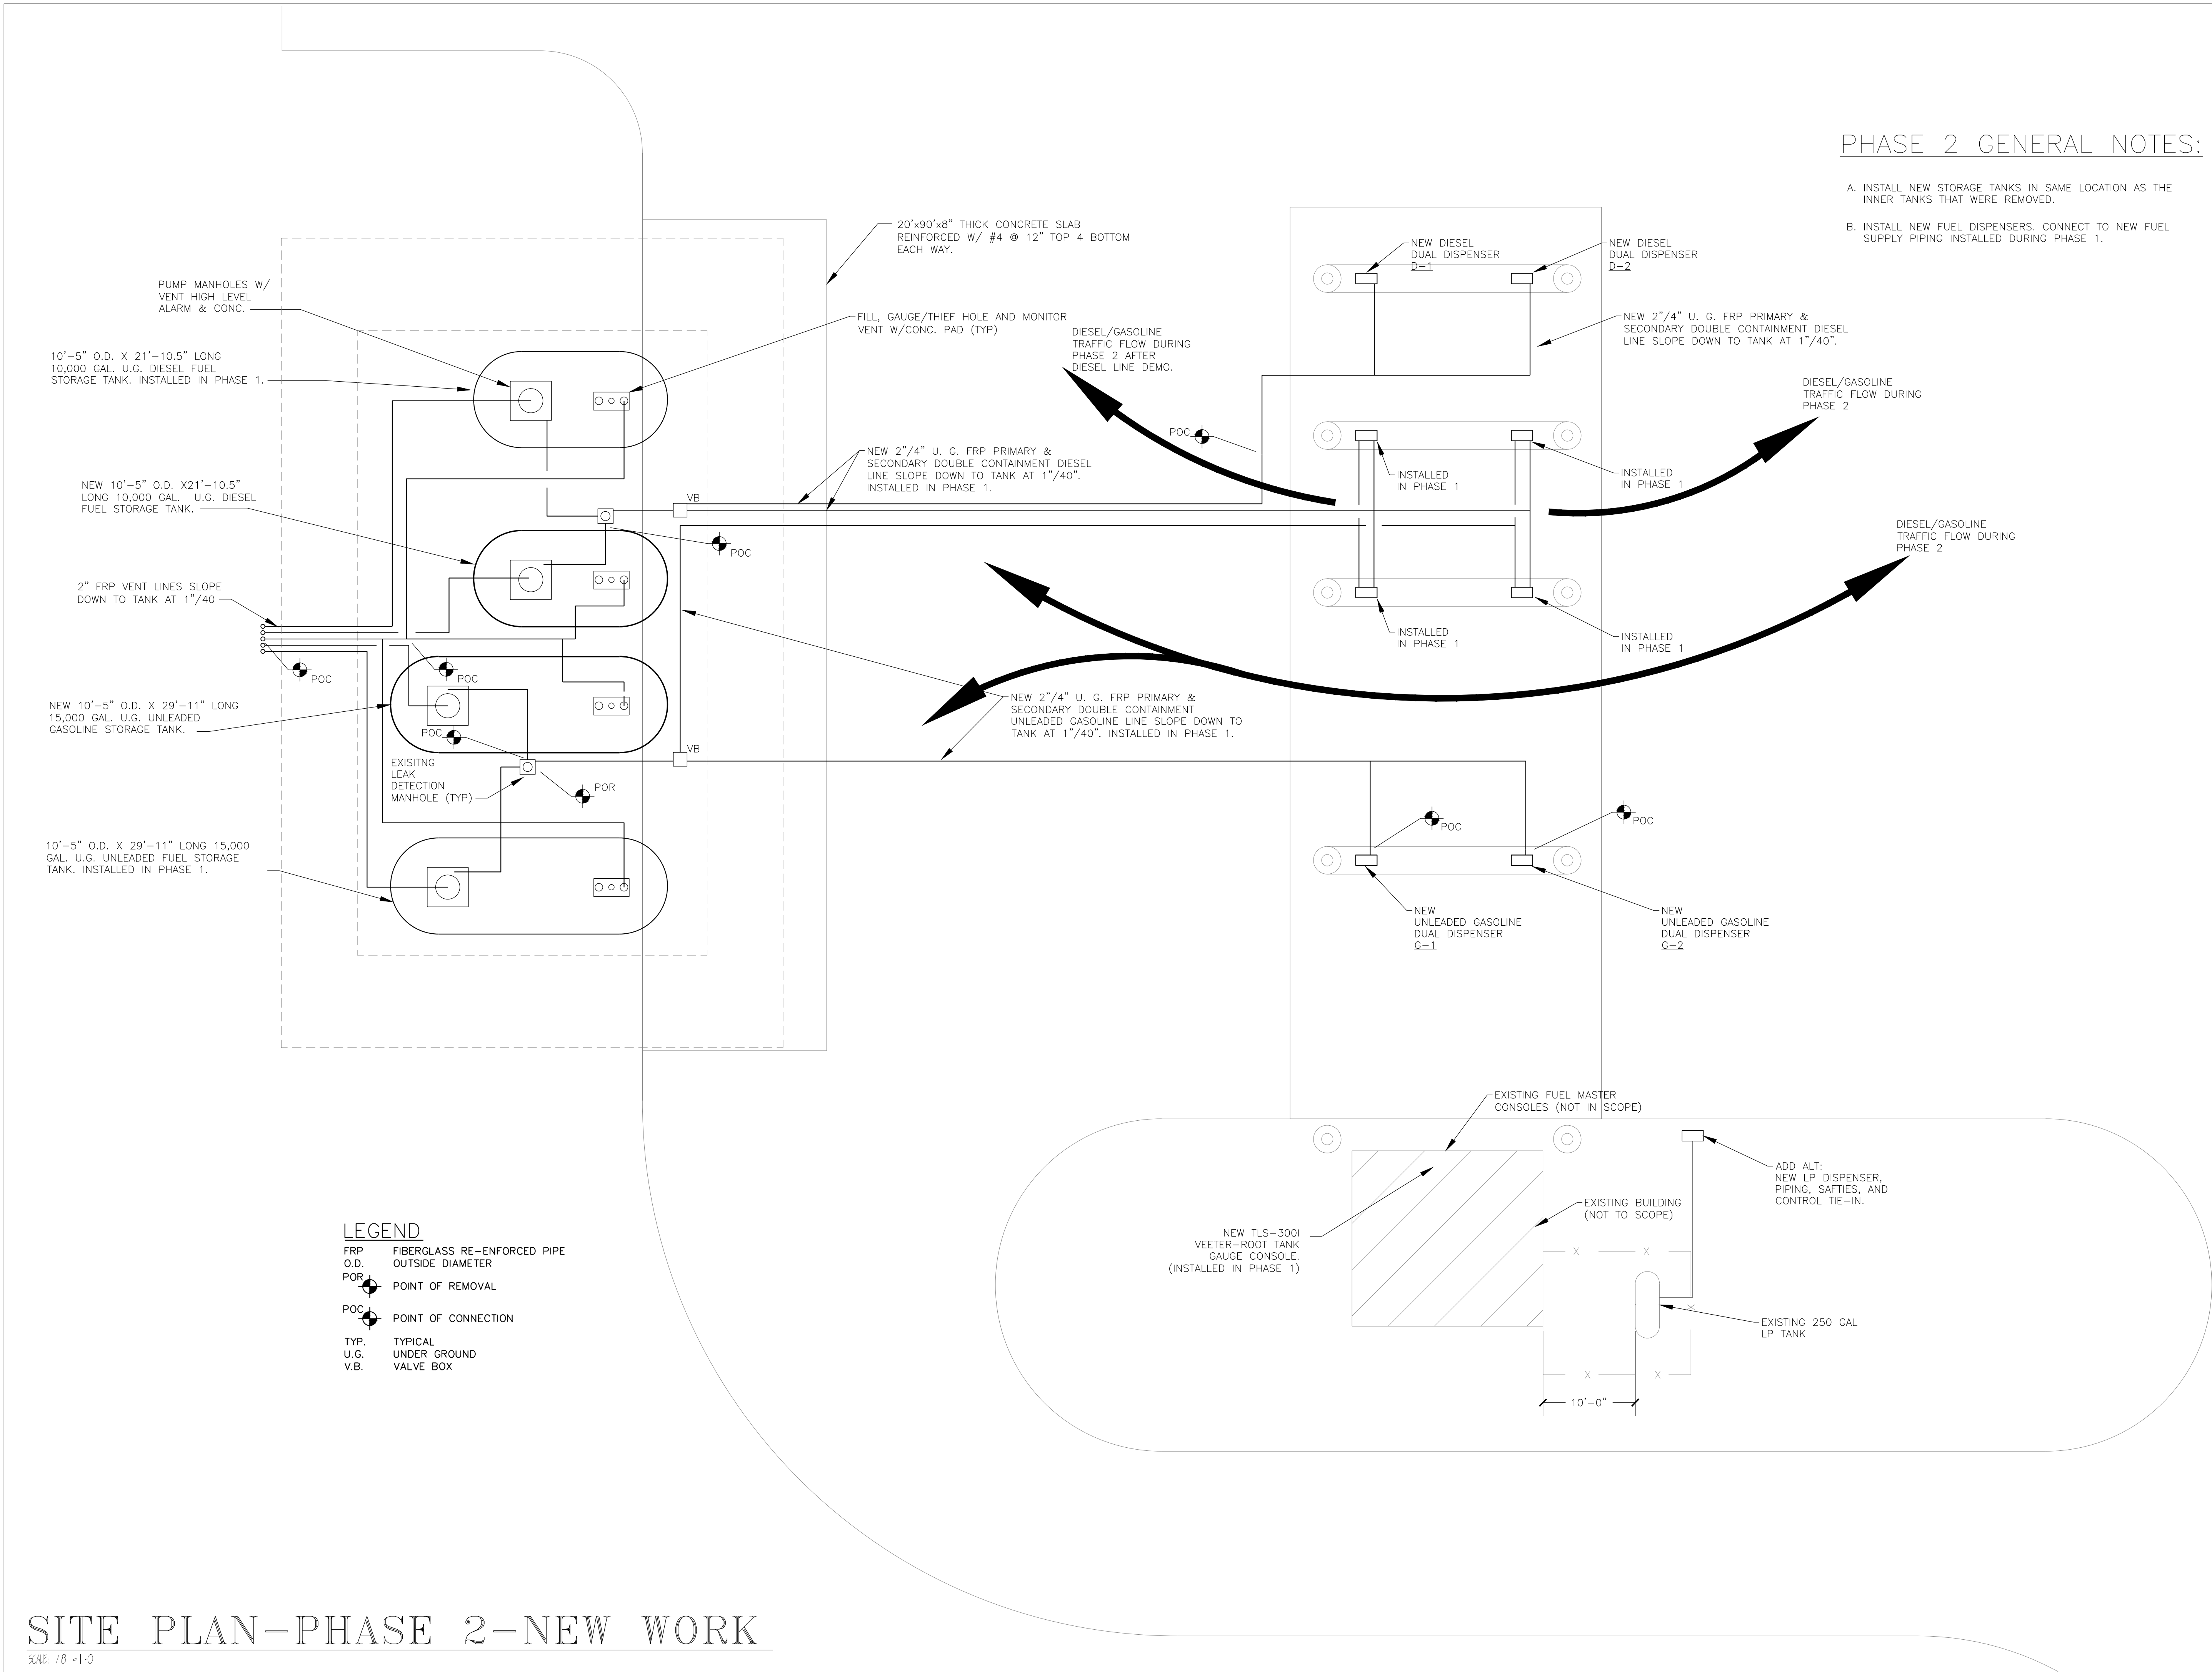 PHASE 2 GENERAL NOTES:
A. INSTALL NEW STORAGE TANKS IN SAME LOCATION AS THE
INNER TANKS THAT WERE REMOVED.
B. INSTALL NEW FUEL DISPENSERS. CONNECT TO NEW FUEL
SUPPLY PIPING INSTALLED DURING PHASE 1.
20'x90'x8" THICK CONCRETE SLAB
REINFORCED W/ #4 @ 12" TOP 4 BOTTOM
EACH WAY.
NEW DIESEL
DUAL DISPENSER
D-1
NEW DIESEL
DUAL DISPENSER
D-2
PUMP MANHOLES W/
VENT HIGH LEVEL
ALARM & CONC.
FILL, GAUGE/THIEF HOLE AND MONITOR
VENT W/CONC. PAD (TYP)
DIESEL/GASOLINE
TRAFFIC FLOW DURING
PHASE 2 AFTER
DIESEL LINE DEMO.
NEW 2"/4" U. G. FRP PRIMARY &
SECONDARY DOUBLE CONTAINMENT DIESEL
LINE SLOPE DOWN TO TANK AT 1"/40".
10'-5" O.D. X 21'-10.5" LONG
10,000 GAL. U.G. DIESEL FUEL
STORAGE TANK. INSTALLED IN PHASE 1.
DIESEL/GASOLINE
TRAFFIC FLOW DURING
PHASE 2
POC
NEW 2"/4" U. G. FRP PRIMARY &
SECONDARY DOUBLE CONTAINMENT DIESEL
LINE SLOPE DOWN TO TANK AT 1"/40".
INSTALLED IN PHASE 1.
INSTALLED
IN PHASE 1
INSTALLED
IN PHASE 1
NEW 10'-5" O.D. X21'-10.5"
LONG 10,000 GAL. U.G. DIESEL
FUEL STORAGE TANK.
VB
POC
DIESEL/GASOLINE
TRAFFIC FLOW DURING
PHASE 2
2" FRP VENT LINES SLOPE
DOWN TO TANK AT 1"/40
INSTALLED
IN PHASE 1
INSTALLED
IN PHASE 1
POC
POC
NEW 10'-5" O.D. X 29'-11" LONG
15,000 GAL. U.G. UNLEADED
GASOLINE STORAGE TANK.
NEW 2"/4" U. G. FRP PRIMARY &
SECONDARY DOUBLE CONTAINMENT
UNLEADED GASOLINE LINE SLOPE DOWN TO
TANK AT 1"/40". INSTALLED IN PHASE 1.
POC
VB
EXISITNG
LEAK
DETECTION
MANHOLE (TYP)
POR
POC
POC
10'-5" O.D. X 29'-11" LONG 15,000
GAL. U.G. UNLEADED FUEL STORAGE
TANK. INSTALLED IN PHASE 1.
NEW
UNLEADED GASOLINE
DUAL DISPENSER
G-1
NEW
UNLEADED GASOLINE
DUAL DISPENSER
G-2
EXISTING FUEL MASTER
CONSOLES (NOT IN SCOPE)
ADD ALT:
NEW LP DISPENSER,
PIPING, SAFTIES, AND
CONTROL TIE-IN.
EXISTING BUILDING
(NOT TO SCOPE)
NEW TLS-300I
VEETER-ROOT TANK
GAUGE CONSOLE.
(INSTALLED IN PHASE 1)
X X
X
X X
EXISTING 250 GAL
LP TANK
10'-0"
LEGEND
FRP FIBERGLASS RE-ENFORCED PIPE
O.D. OUTSIDE DIAMETER
POR POINT OF REMOVAL
POC POINT OF CONNECTION
TYP. TYPICAL
U.G. UNDER GROUND
V.B. VALVE BOX
SITE PLAN-PHASE 2-NEW WORK
SCALE: 1/8" = 1'-0"